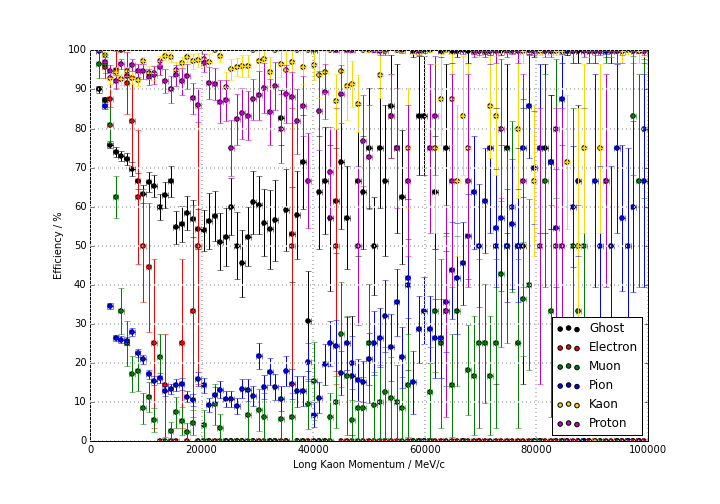 100
90
80
70
60
50
40
30
20
10
0
Efficiency / %
Ghost
Electron
Muon
Pion
Kaon
Proton
0 20000 40000 60000 80000 100000
Long Kaon Momentum / MeV/c